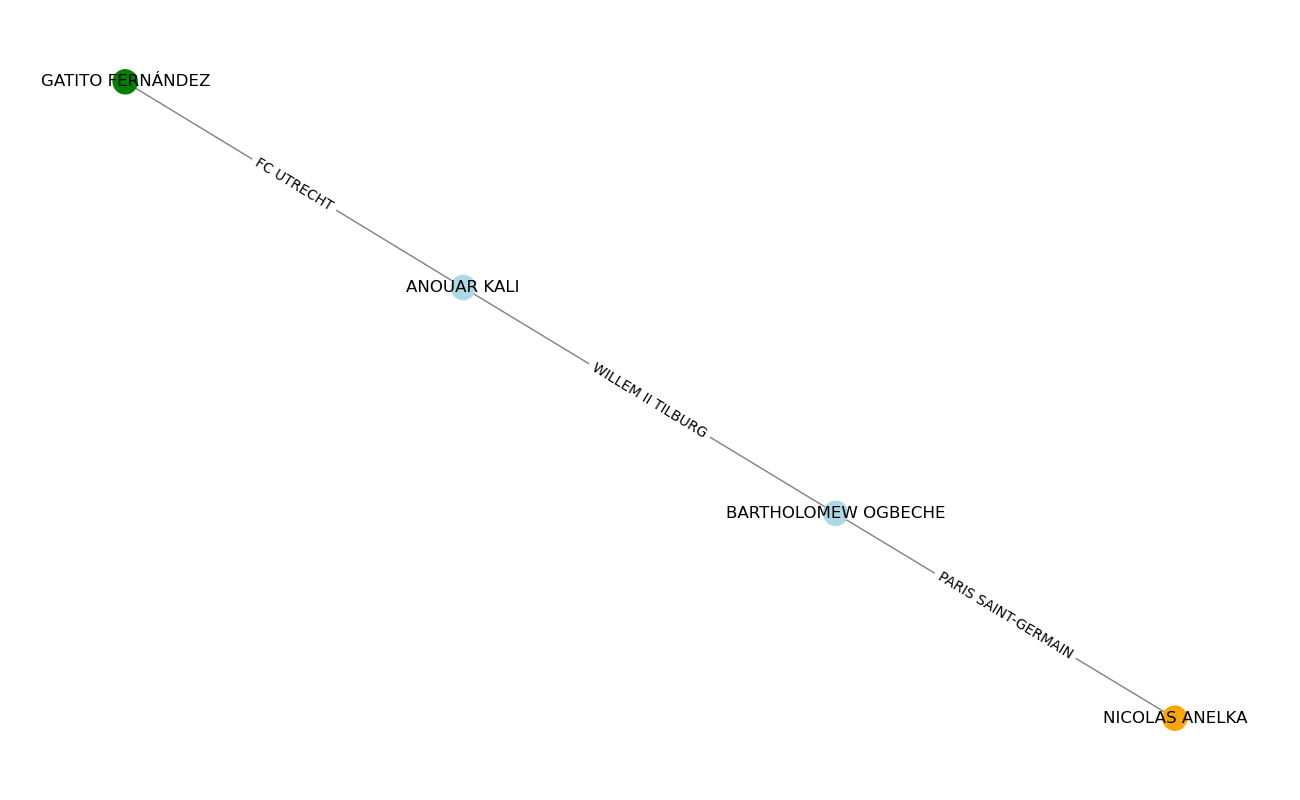 GATITO FERNÁNDEZ
FC UTRECHT
ANOUAR KALI
WILLEM II TILBURG
BARTHOLOMEW OGBECHE
PARIS SAINT-GERMAIN
NICOLAS ANELKA